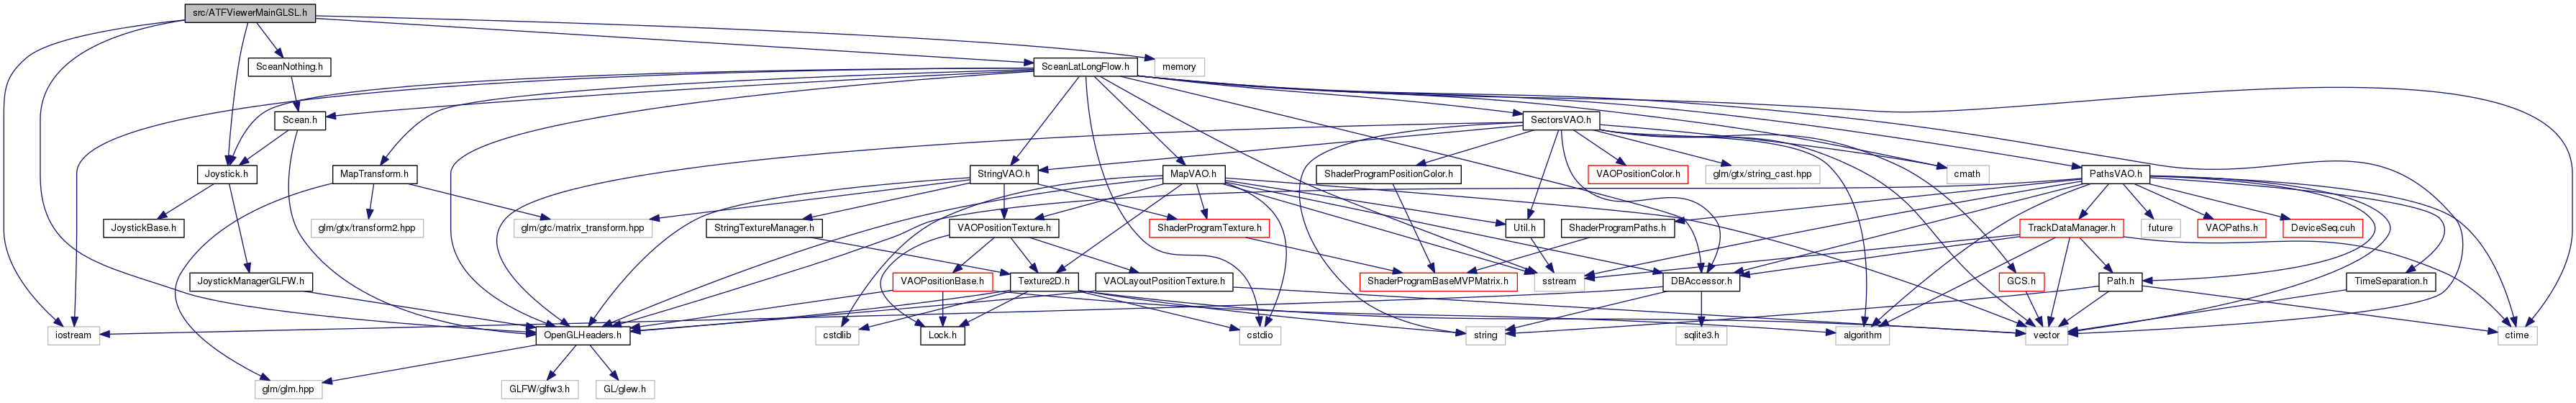 src/ATFViewerMainGLSL.h
SceanNothing.h
SceanLatLongFlow.h
memory
Scean.h
SectorsVAO.h
Joystick.h
MapTransform.h
StringVAO.h
MapVAO.h
ShaderProgramPositionColor.h
VAOPositionColor.h
glm/gtx/string_cast.hpp
cmath
PathsVAO.h
JoystickBase.h
glm/gtx/transform2.hpp
glm/gtc/matrix_transform.hpp
StringTextureManager.h
VAOPositionTexture.h
ShaderProgramTexture.h
Util.h
ShaderProgramPaths.h
TrackDataManager.h
future
VAOPaths.h
DeviceSeq.cuh
JoystickManagerGLFW.h
VAOPositionBase.h
Texture2D.h
VAOLayoutPositionTexture.h
ShaderProgramBaseMVPMatrix.h
sstream
DBAccessor.h
GCS.h
Path.h
TimeSeparation.h
iostream
OpenGLHeaders.h
cstdlib
Lock.h
cstdio
string
sqlite3.h
algorithm
vector
ctime
glm/glm.hpp
GLFW/glfw3.h
GL/glew.h